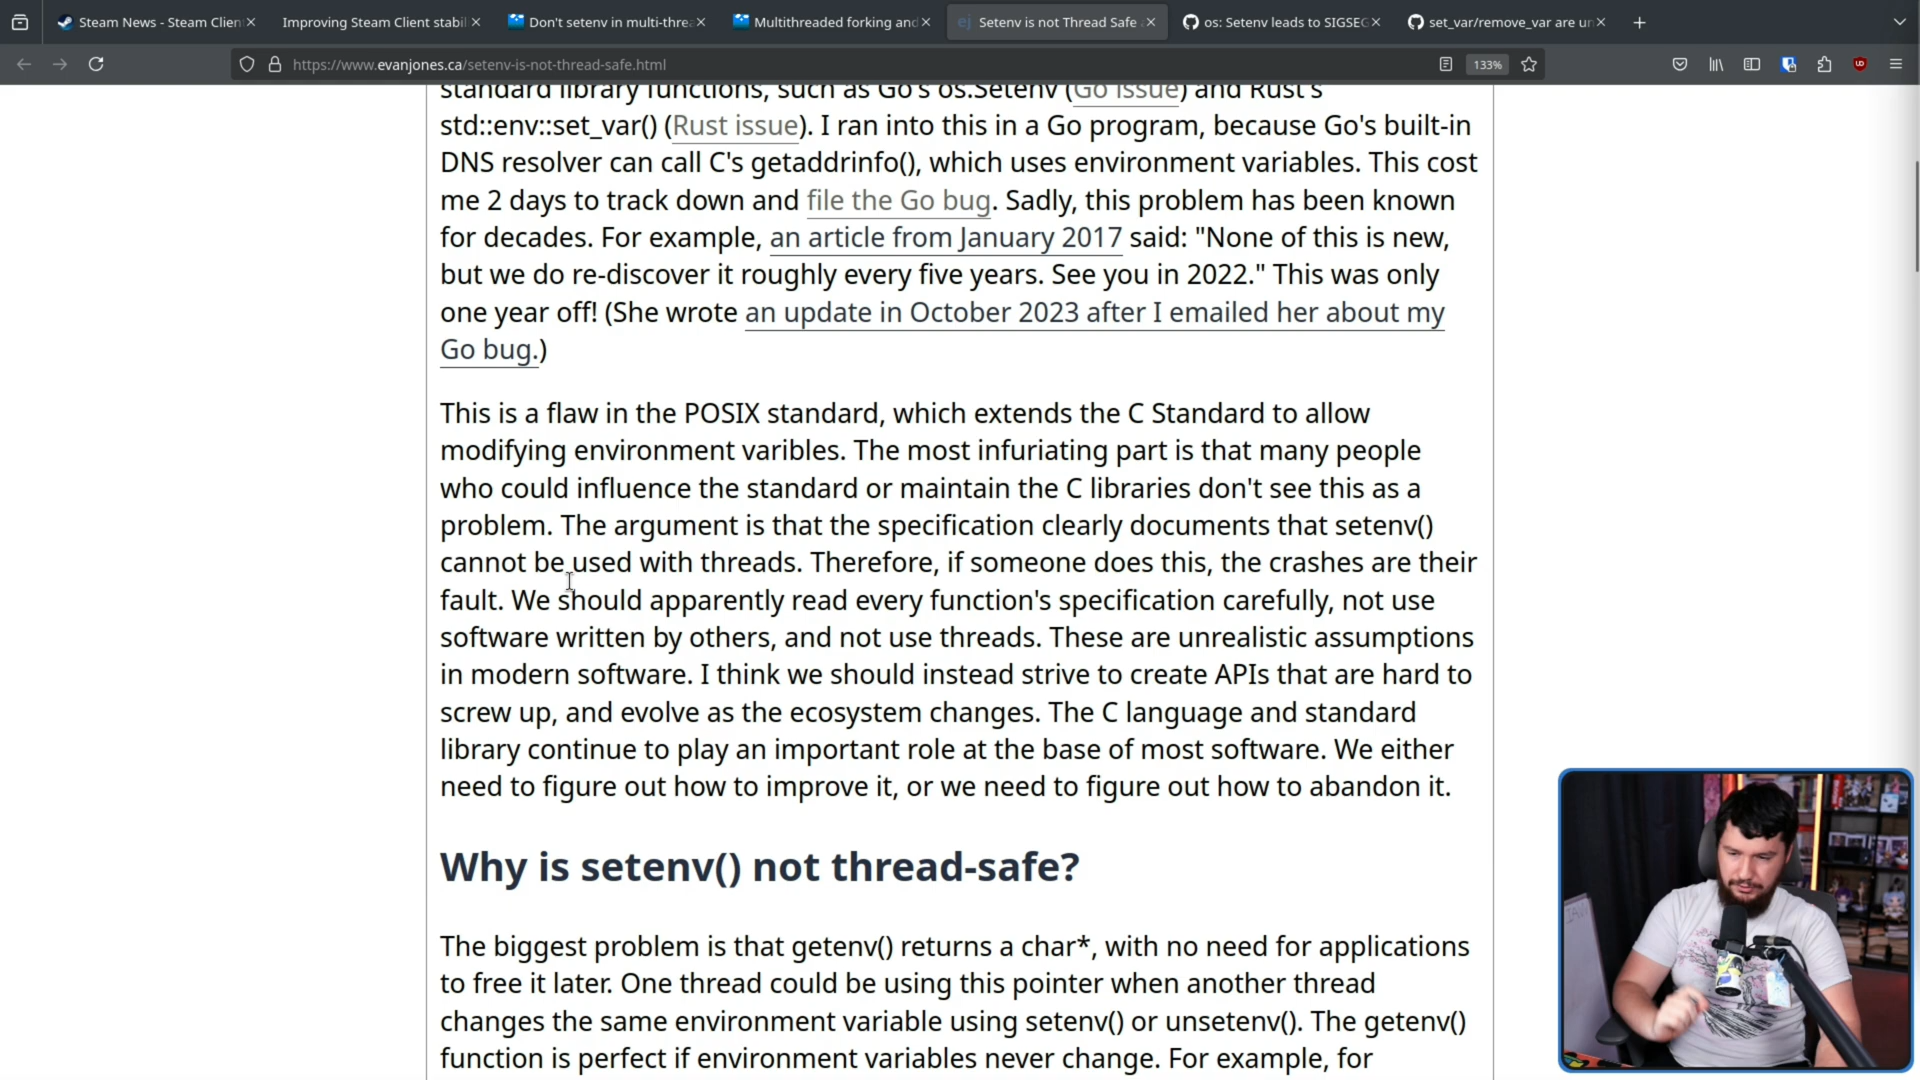 Steam News - Steam Clien
Improving Steam Client stabil
Don't setenv in multi-threa
Multithreaded forking and
ej Setenv is not Thread Safe
os: Setenv leads to SIGSEG
set_var/remove_var are un
https://www.evanjones.ca/setenv-is-not-thread-safe.html
133%
standard library functions, such as Go's os.Setenv (Go issue) and Rust's
std::env::set_var() (Rust issue). I ran into this in a Go program, because Go's built-in
DNS resolver can call C's getaddrinfo(), which uses environment variables. This cost
me 2 days to track down and file the Go bug. Sadly, this problem has been known
for decades. For example, an article from January 2017 said: "None of this is new,
but we do re-discover it roughly every five years. See you in 2022." This was only
one year off! (She wrote an update in October 2023 after I emailed her about my
Go bug.)
This is a flaw in the POSIX standard, which extends the C Standard to allow
modifying environment varibles. The most infuriating part is that many people
who could influence the standard or maintain the C libraries don't see this as a
problem. The argument is that the specification clearly documents that setenv()
cannot be used with threads. Therefore, if someone does this, the crashes are their
fault. We should apparently read every function's specification carefully, not use
software written by others, and not use threads. These are unrealistic assumptions
in modern software. I think we should instead strive to create APIs that are hard to
screw up, and evolve as the ecosystem changes. The C language and standard
library continue to play an important role at the base of most software. We either
need to figure out how to improve it, or we need to figure out how to abandon it.
Why is setenv() not thread-safe?
The biggest problem is that getenv() returns a char*, with no need for applications
to free it later. One thread could be using this pointer when another thread
changes the same environment variable using setenv() or unsetenv(). The getenv()
function is perfect if environment variables never change. For example, for